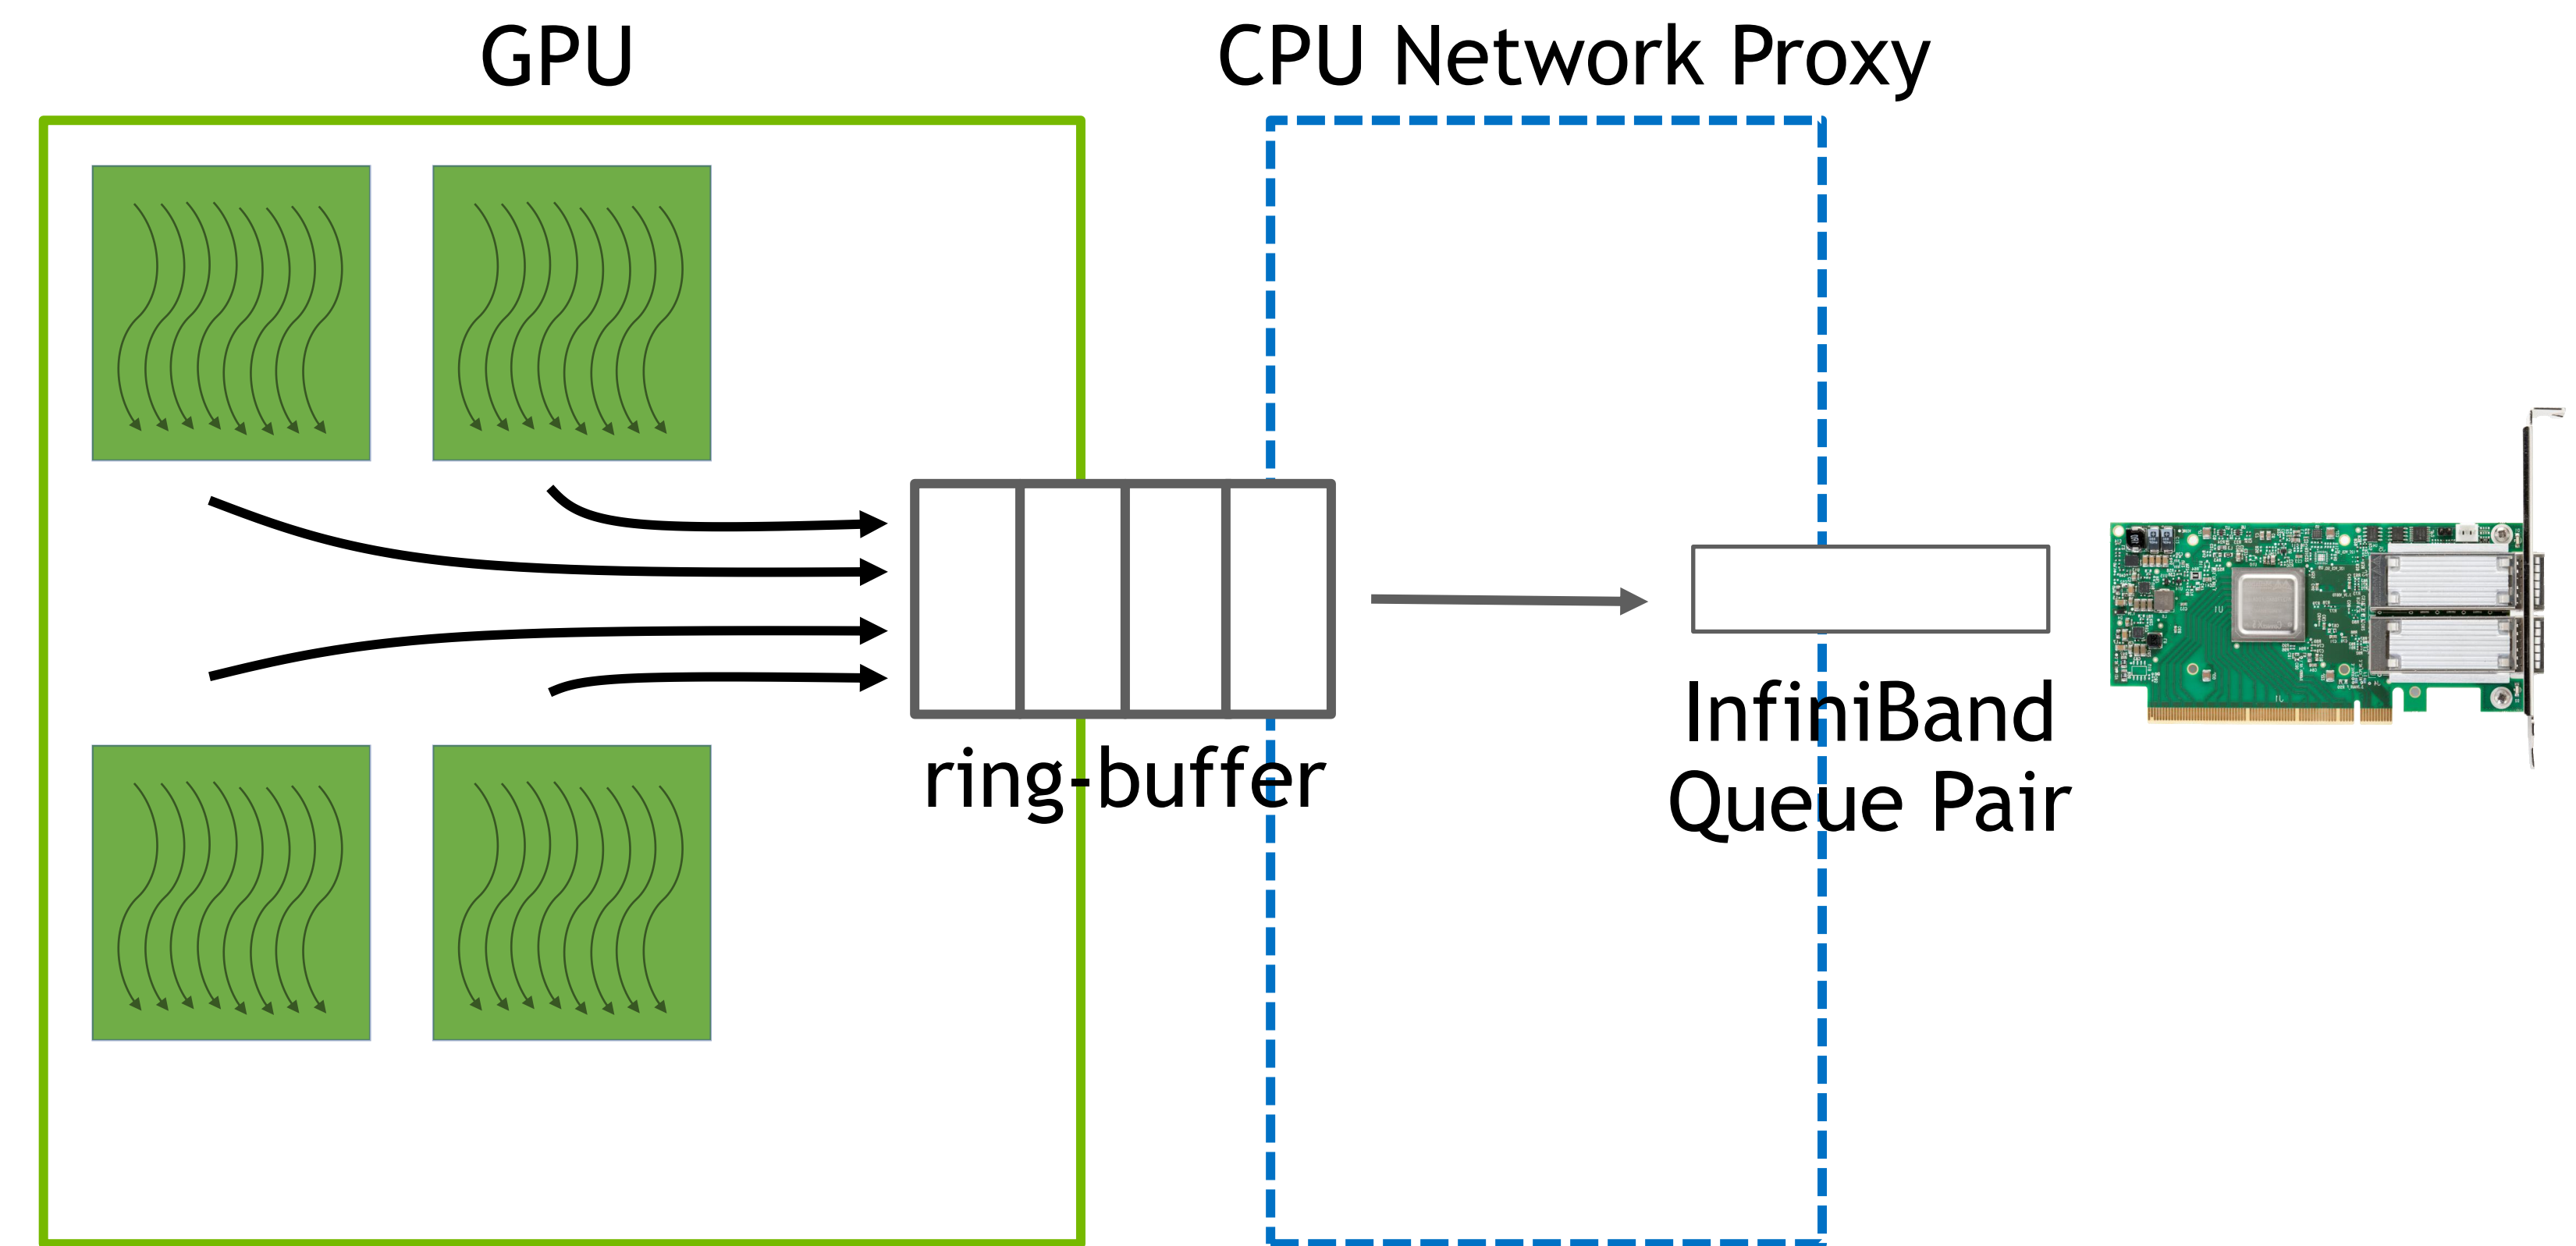 GPU
CPU Network Proxy
ring-buffer
InfiniBand
Queue Pair